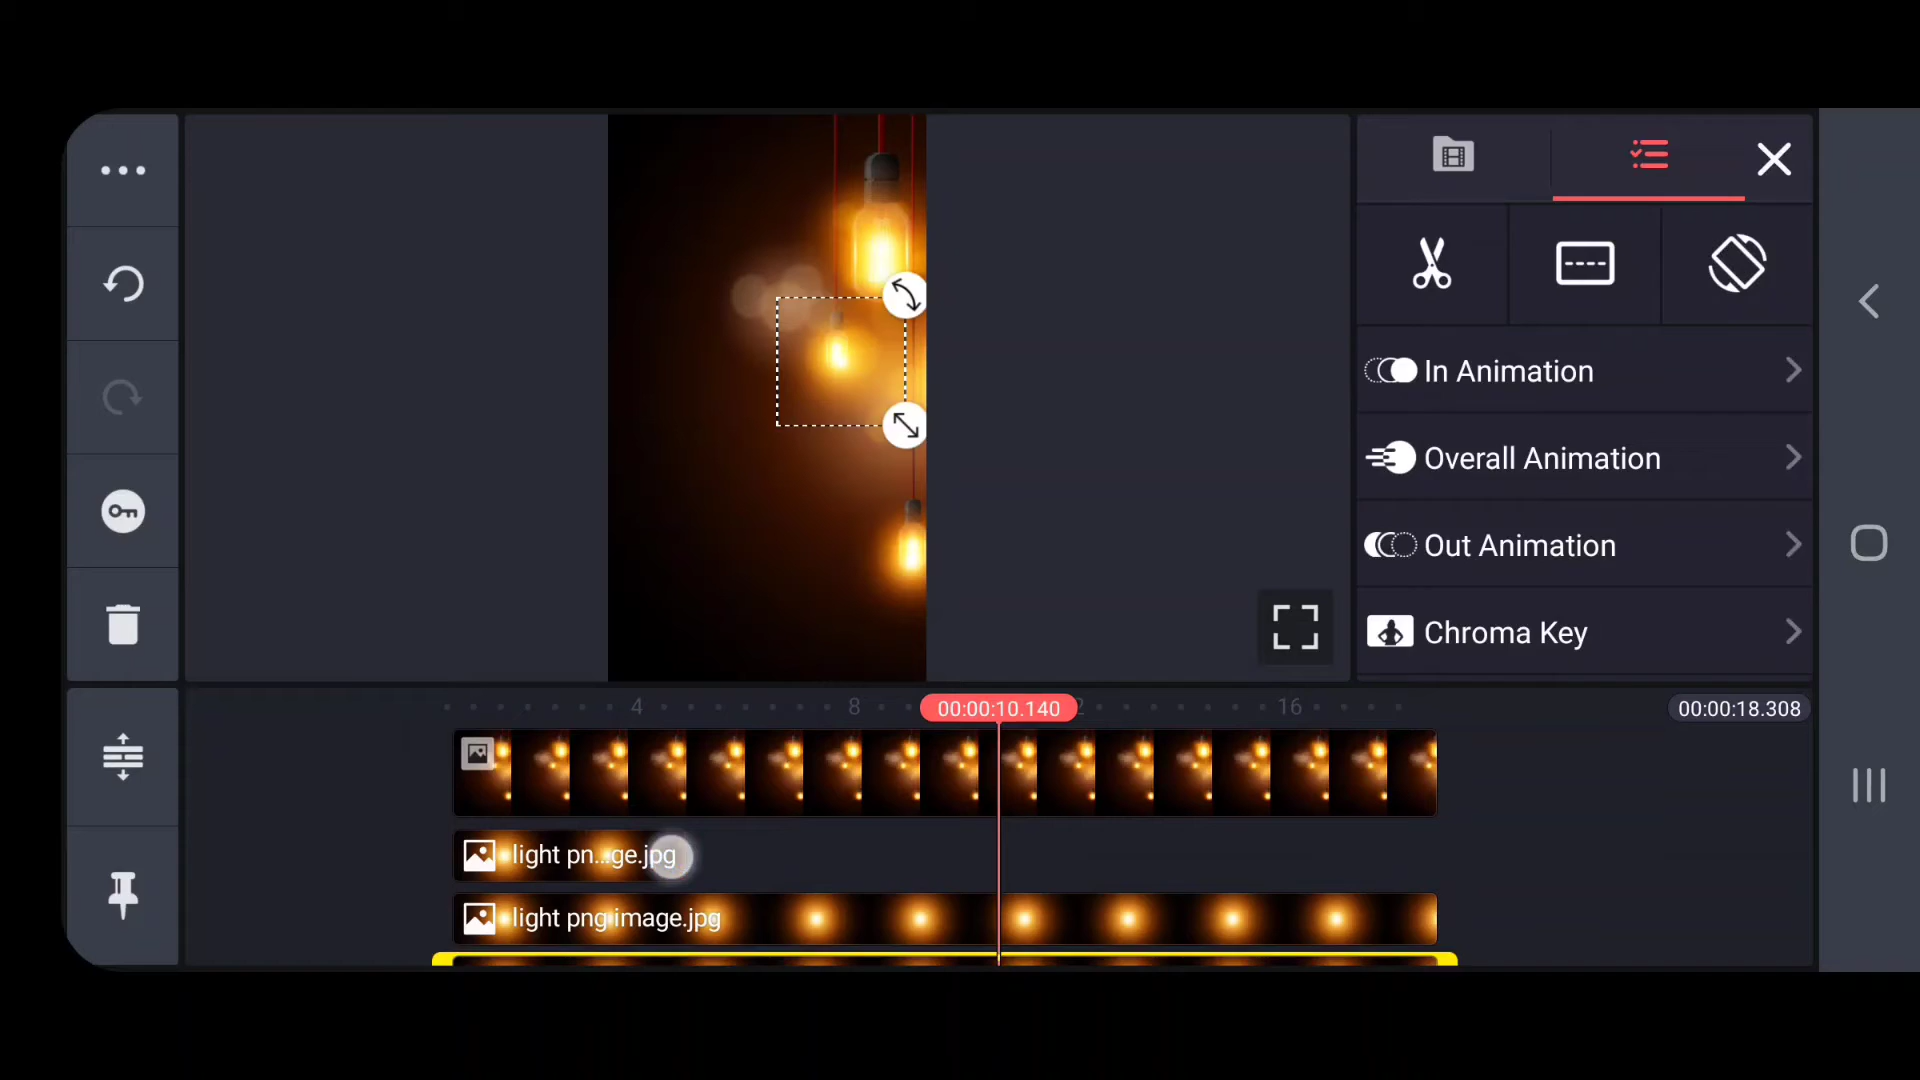 In Animation
Overall Animation
Out Animation
Chroma Key
4
8
00:00:10.140
2
16
00:00:18.308
light pn...ge.jpg
light png image.jpg